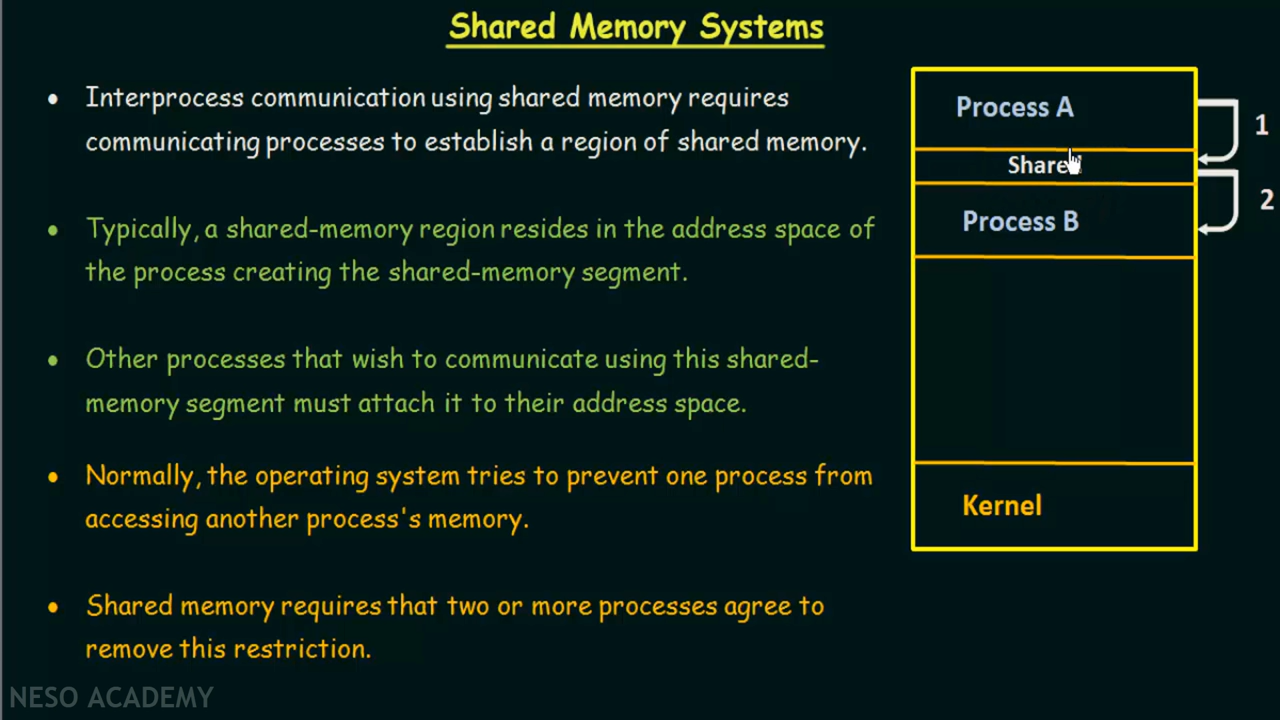 Shared Memory Systems
• Interprocess communication using shared memory requires
communicating processes to establish a region of shared memory.
• Typically, a shared-memory region resides in the address space of
the process creating the shared-memory segment.
• Other processes that wish to communicate using this shared-
memory segment must attach it to their address space.
• Normally, the operating system tries to prevent one process from
accessing another process's memory.
• Shared memory requires that two or more processes agree to
remove this restriction.
Process A
1
Shared
2
Process B
Kernel
NESO ACADEMY